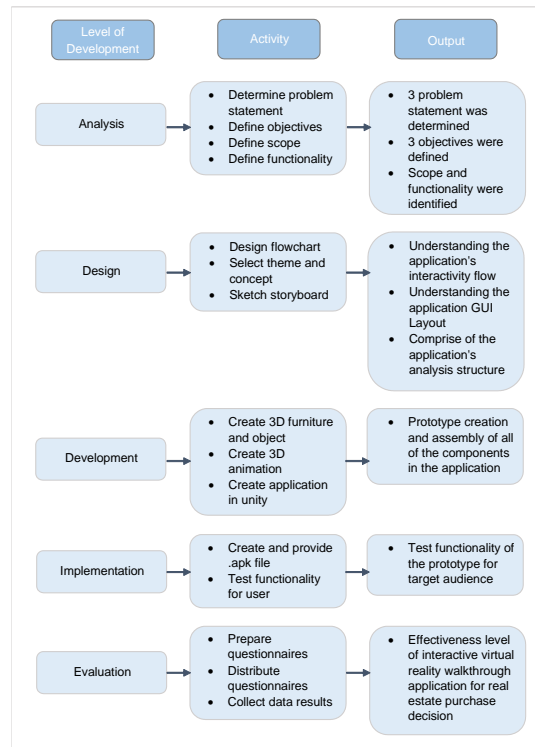 Level of
Development
Activity
Output
Analysis
• Determine problem
statement
• Define objectives
• Define scope
• Define functionality
• 3 problem
statement was
determined
• 3 objectives were
defined
• Scope and
functionality were
identified
Design
• Design flowchart
• Select theme and
concept
• Sketch storyboard
• Understanding the
application's
interactivity flow
• Understanding the
application GUI
Layout
• Comprise of the
application's
analysis structure
Development
• Create 3D furniture
and object
• Create 3D
animation
• Create application
in unity
• Prototype creation
and assembly of all
of the components
in the application
Implementation
• Create and provide
.apk file
• Test functionality
for user
• Test functionality of
the prototype for
target audience
Evaluation
• Prepare
questionnaires
• Distribute
questionnaires
• Collect data results
• Effectiveness level
of interactive virtual
reality walkthrough
application for real
estate purchase
decision